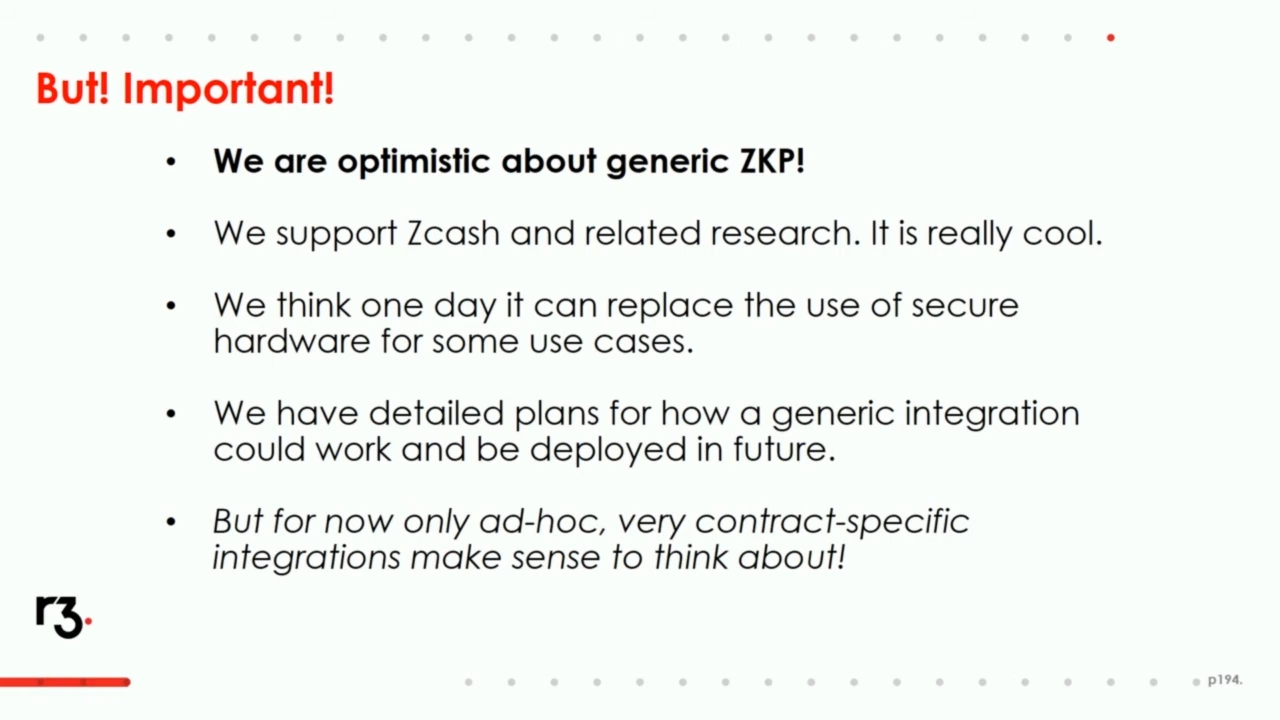 But! Important!
• We are optimistic about generic ZKP!
• We support Zcash and related research. It is really cool.
• We think one day it can replace the use of secure
hardware for some use cases.
• We have detailed plans for how a generic integration
could work and be deployed in future.
• But for now only ad-hoc, very contract-specific
integrations make sense to think about!
r3.
p194.